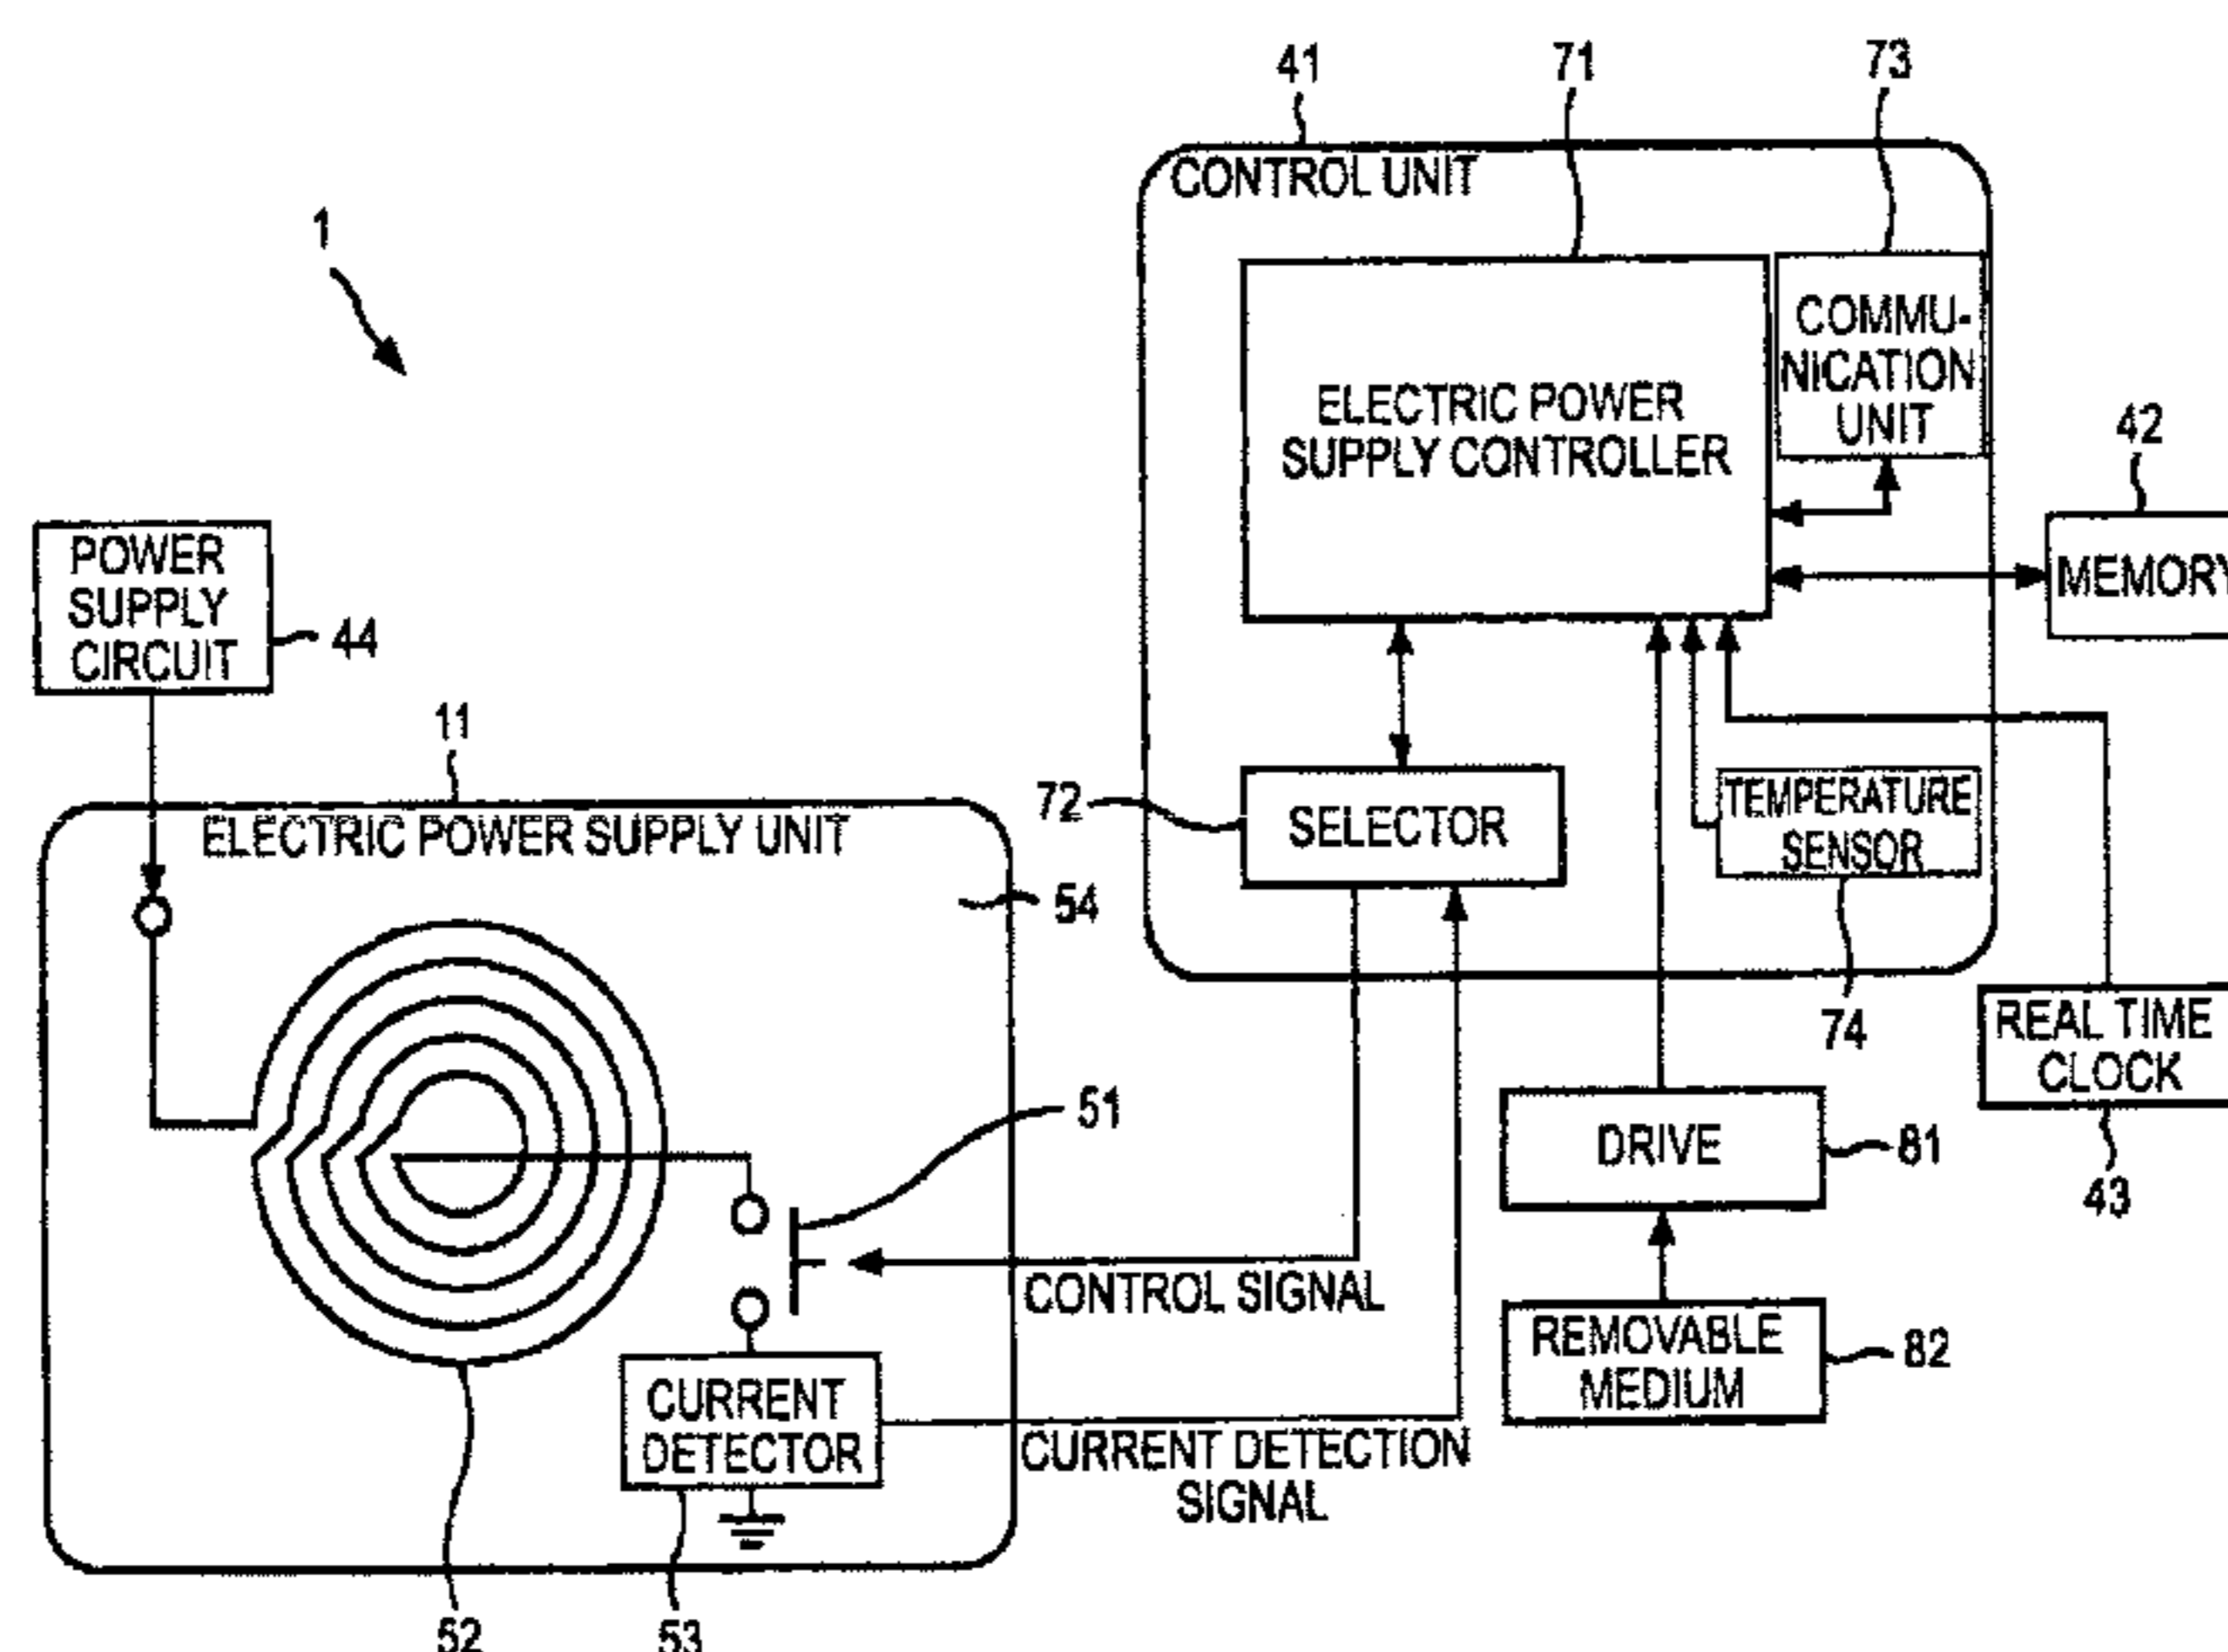 41
71
73
CONTROL UNIT
1
COMMU-
NICATION
UNIT
ELECTRIC POWER
SUPPLY CONTROLLER
42
MEMORY
POWER
SUPPLY
CIRCUIT
44
11
ELECTRIC POWER SUPPLY UNIT
54
72
SELECTOR
TEMPERATURE
SENSOR
74
REAL TIME
CLOCK
43
51
DRIVE
81
CONTROL SIGNAL
REMOVABLE
MEDIUM
82
CURRENT
DETECTOR
CURRENT DETECTION
SIGNAL
52
53